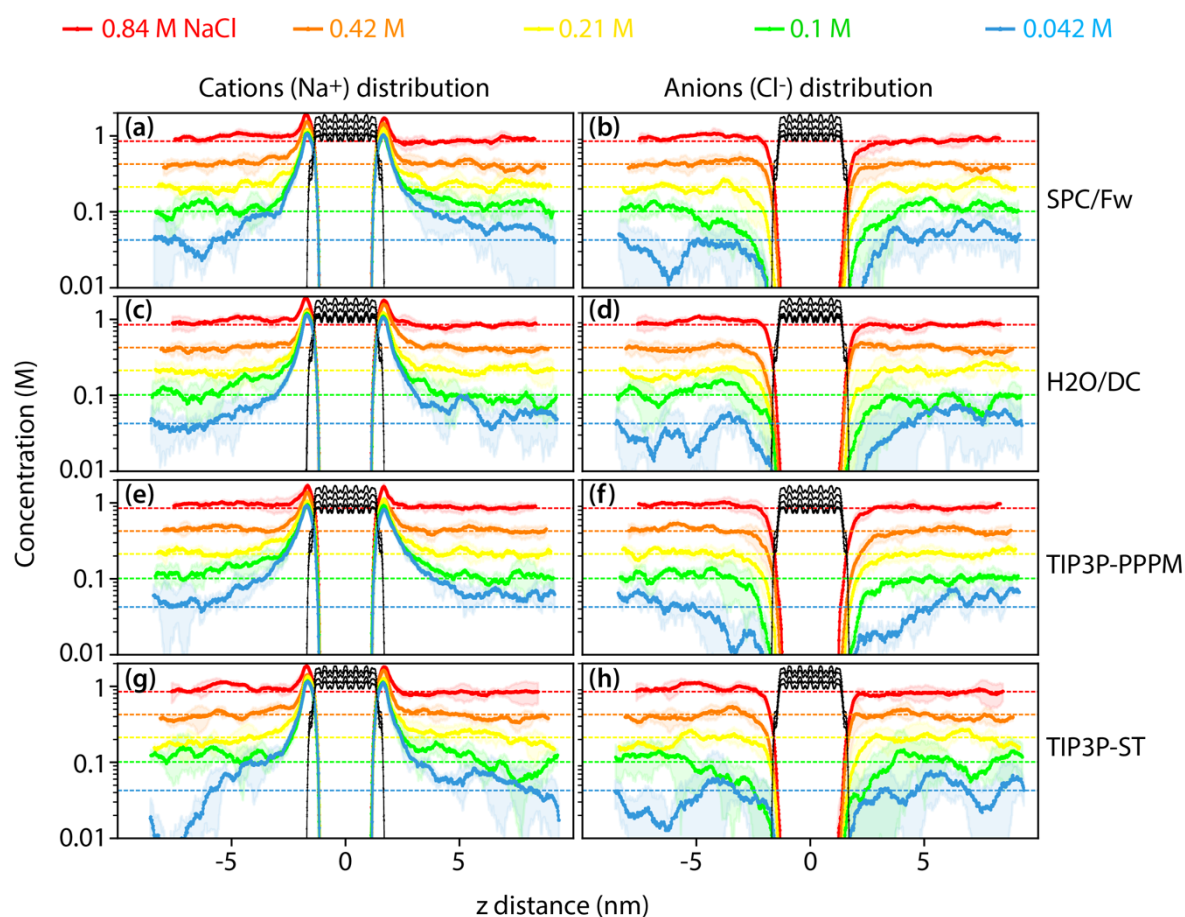 0.84 M NaCl 0.42 M 0.21 M 0.1 M 0.042 M
Cations (Na+) distribution Anions (Cl-) distribution
(a) (b)
1
0.1
0.01
SPC/Fw
(c) (d)
1
0.1
0.01
H2O/DC
(e) (f)
1
0.1
0.01
TIP3P-PPPM
(g) (h)
1
0.1
0.01
TIP3P-ST
Concentration (M)
-5 0 5 -5 0 5
z distance (nm)